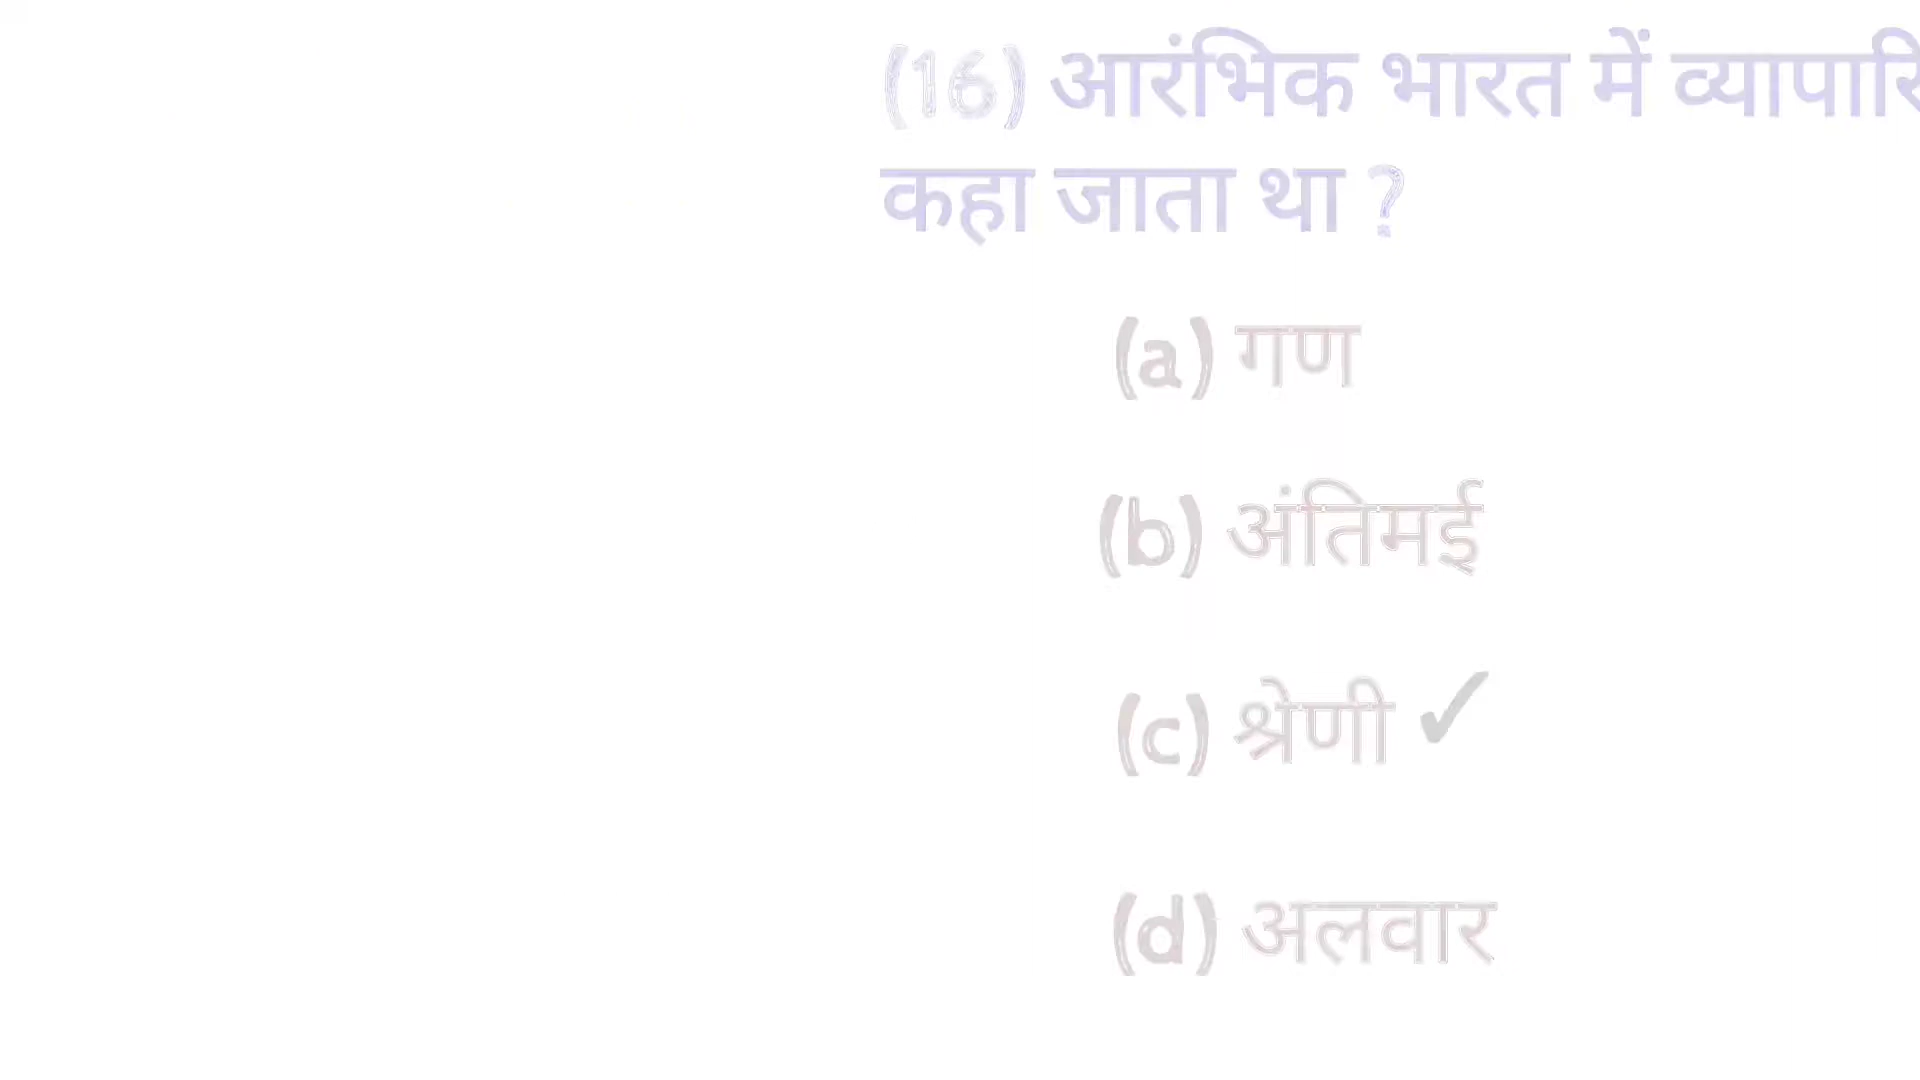 (16) आरंभिक भारत में
कहा जाता था ?
(a) गण
(b) अंतिमई
(c) श्रेणी ✓
(d) अलवार